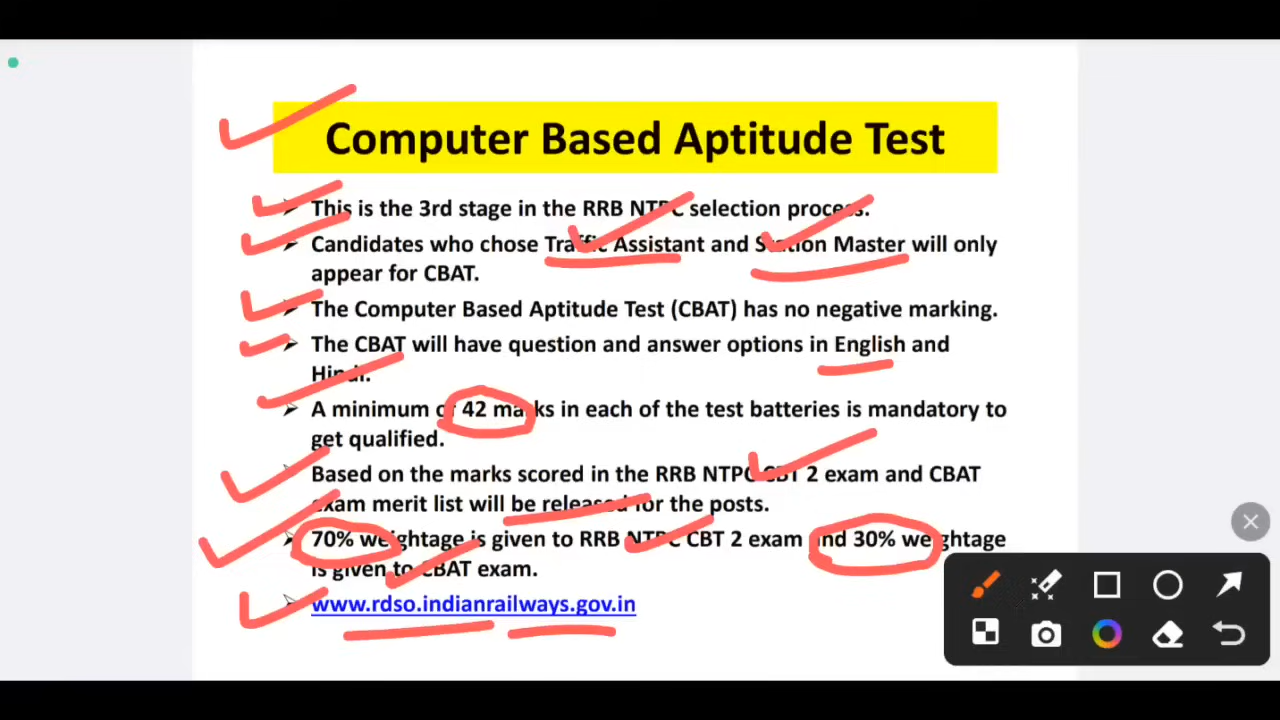 Computer Based Aptitude Test
This is the 3rd stage in the RRB NTPC selection process.
Candidates who chose Traffic Assistant and Station Master will only
appear for CBAT.
The Computer Based Aptitude Test (CBAT) has no negative marking.
The CBAT will have question and answer options in English and
Hindi.
A minimum of 42 marks in each of the test batteries is mandatory to
get qualified.
Based on the marks scored in the RRB NTPC CBT 2 exam and CBAT
exam merit list will be released for the posts.
70% weightage is given to RRB NTPC CBT 2 exam and 30% weightage
is given to CBAT exam.
www.rdso.indianrailways.gov.in